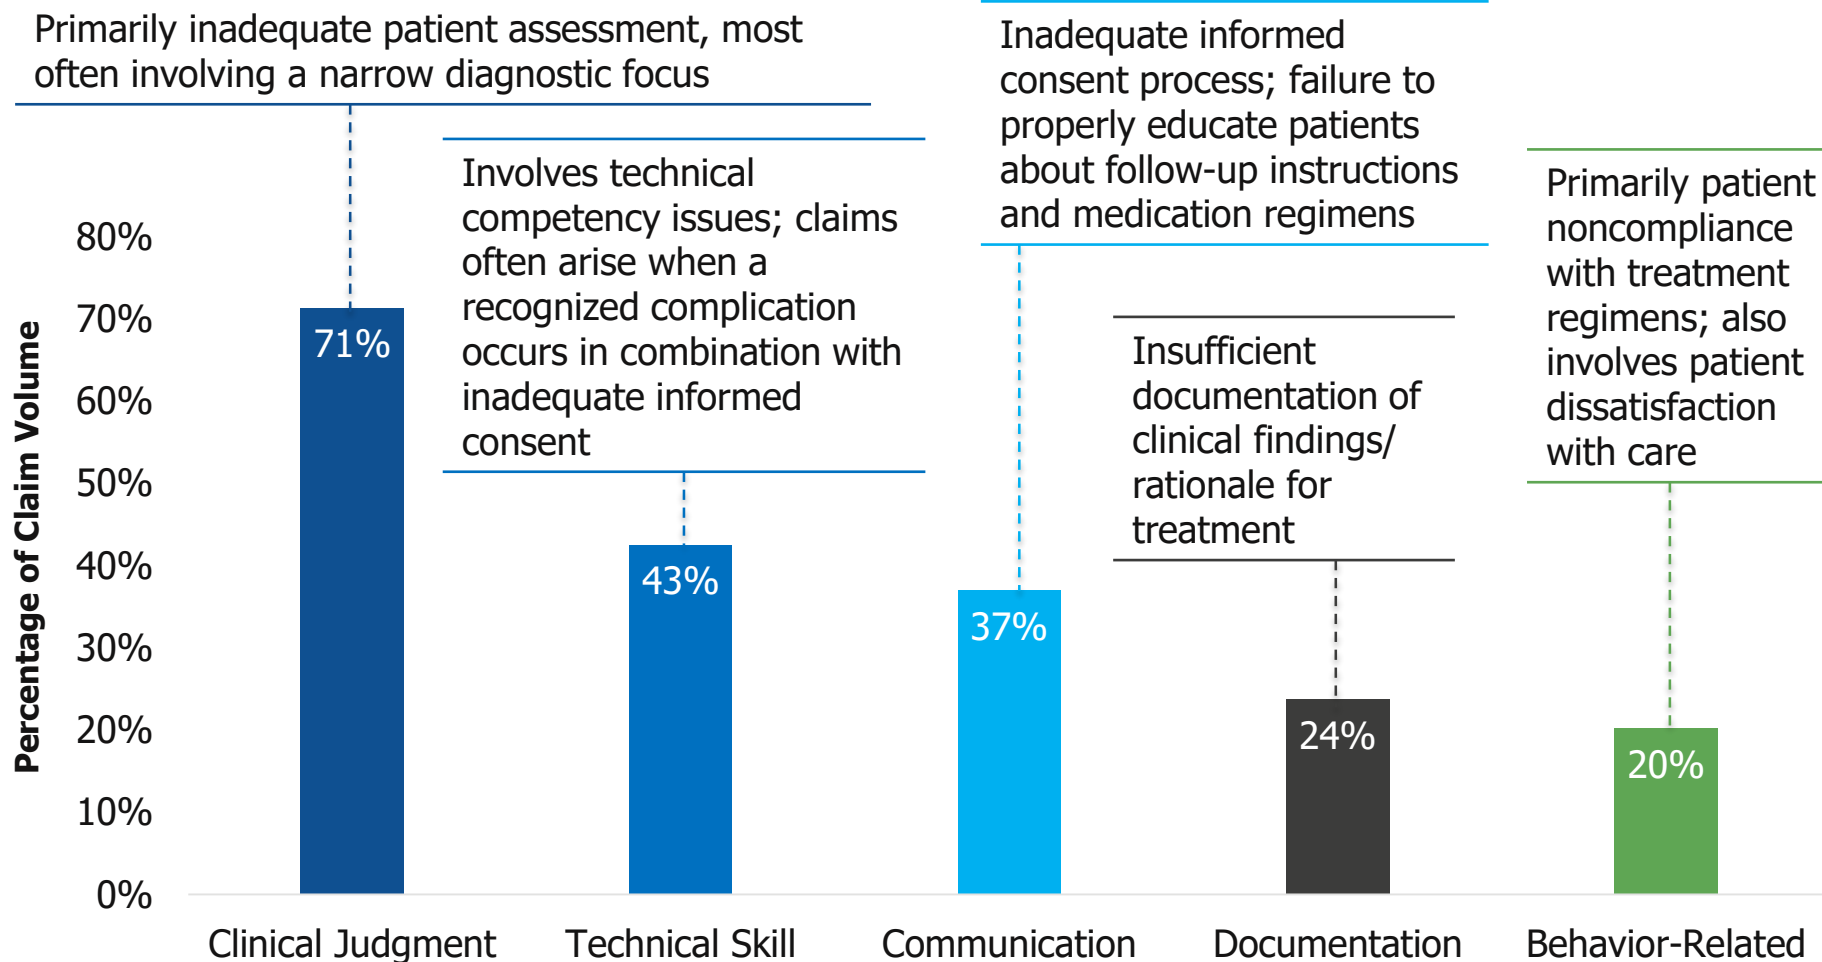 Primarily inadequate patient assessment, most
often involving a narrow diagnostic focus
Involves technical
competency issues; claims
often arise when a
recognized complication
occurs in combination with
inadequate informed
consent
Inadequate informed
consent process; failure to
properly educate patients
about follow-up instructions
and medication regimens
Insufficient
documentation of
clinical findings/
rationale for
treatment
Primarily patient
noncompliance
with treatment
regimens; also
involves patient
dissatisfaction
with care
Percentage of Claim Volume
80%
70%
60%
50%
40%
30%
20%
10%
0%
71%
43%
37%
24%
20%
Clinical Judgment
Technical Skill
Communication
Documentation
Behavior-Related